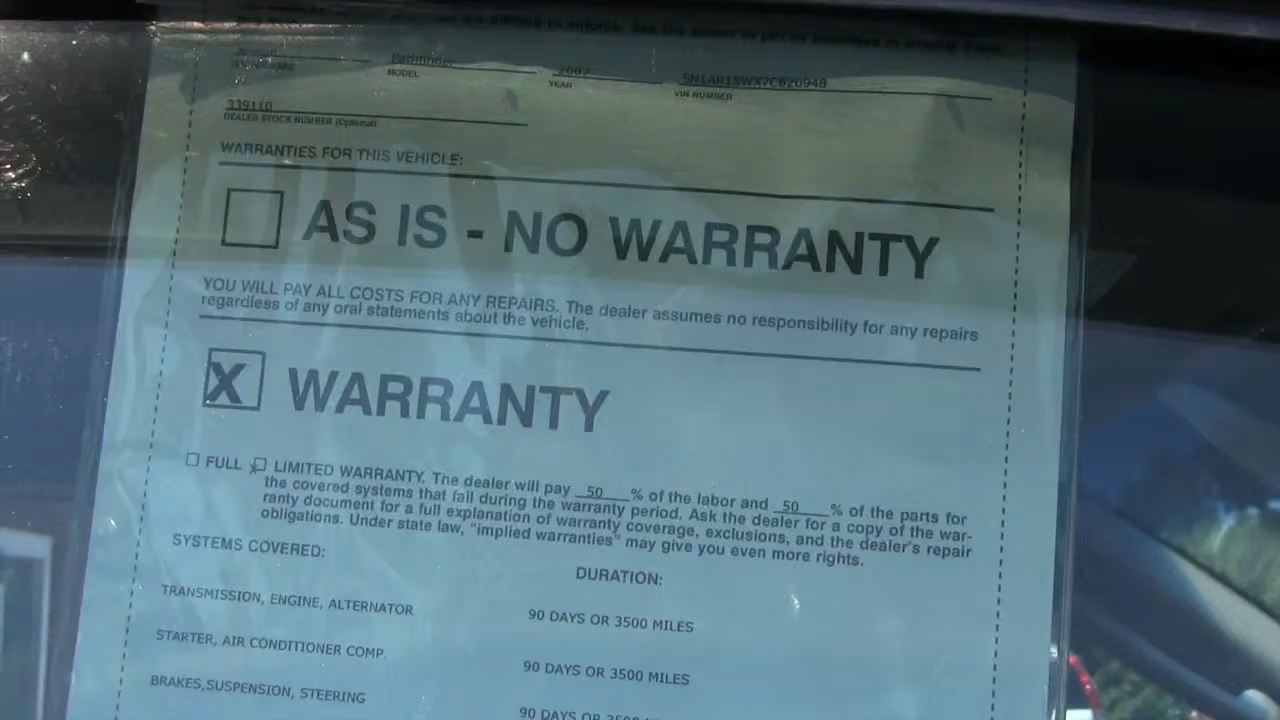 Pathfinder 2007 5N1AR18WX7C620948
MODEL YEAR VIN NUMBER
339110
DEALER STOCK NUMBER (Optional)
WARRANTIES FOR THIS VEHICLE:
AS IS - NO WARRANTY
YOU WILL PAY ALL COSTS FOR ANY REPAIRS. The dealer assumes no responsibility for any repairs
regardless of any oral statements about the vehicle.
X WARRANTY
FULL X LIMITED WARRANTY. The dealer will pay 50 % of the labor and 50 % of the parts for
the covered systems that fail during the warranty period. Ask the dealer for a copy of the war-
ranty document for a full explanation of warranty coverage, exclusions, and the dealer's repair
obligations. Under state law, "implied warranties" may give you even more rights.
SYSTEMS COVERED:
DURATION:
TRANSMISSION, ENGINE, ALTERNATOR 90 DAYS OR 3500 MILES
STARTER, AIR CONDITIONER COMP. 90 DAYS OR 3500 MILES
BRAKES,SUSPENSION, STEERING 90 DAYS OR 3500